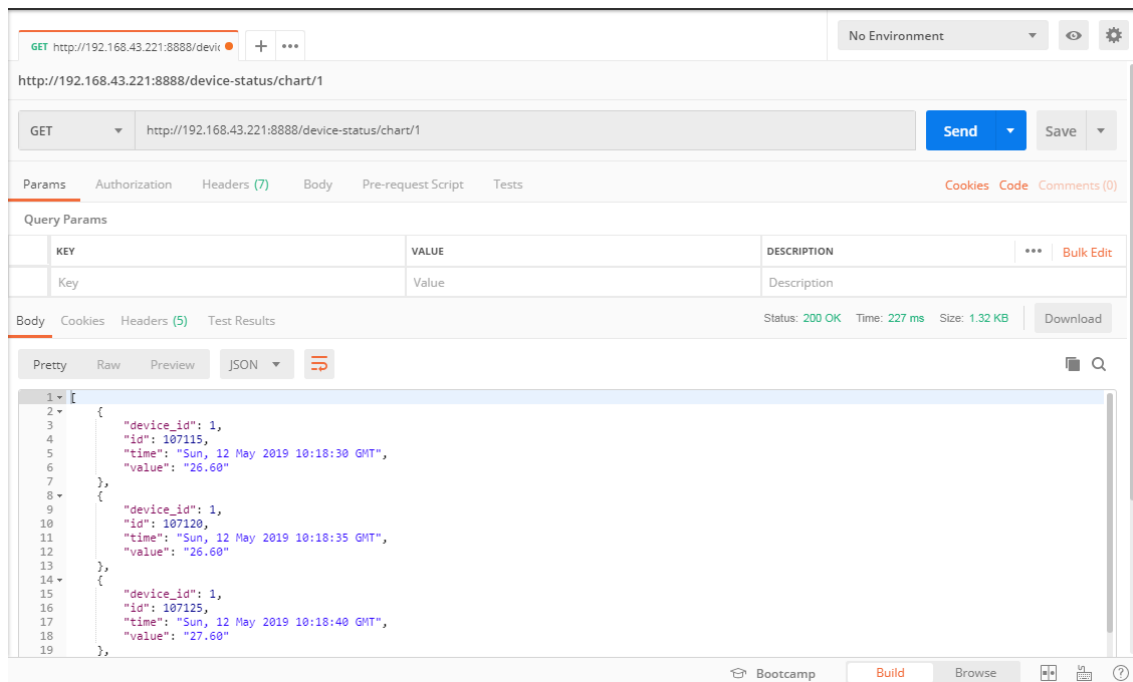 GET http://192.168.43.221:8888/devic + ••• No Environment
http://192.168.43.221:8888/device-status/chart/1
GET http://192.168.43.221:8888/device-status/chart/1 Send Save
Params Authorization Headers (7) Body Pre-request Script Tests Cookies Code Comments (0)
Query Params
KEY VALUE DESCRIPTION ••• Bulk Edit
Key Value Description
Body Cookies Headers (5) Test Results Status: 200 OK Time: 227 ms Size: 1.32 KB Download
Pretty Raw Preview JSON
1 [
2 {
3 "device_id": 1,
4 "id": 107115,
5 "time": "Sun, 12 May 2019 10:18:30 GMT",
6 "value": "26.60"
7 },
8 {
9 "device_id": 1,
10 "id": 107120,
11 "time": "Sun, 12 May 2019 10:18:35 GMT",
12 "value": "26.60"
13 },
14 {
15 "device_id": 1,
16 "id": 107125,
17 "time": "Sun, 12 May 2019 10:18:40 GMT",
18 "value": "27.60"
19 },
Bootcamp Build Browse ?